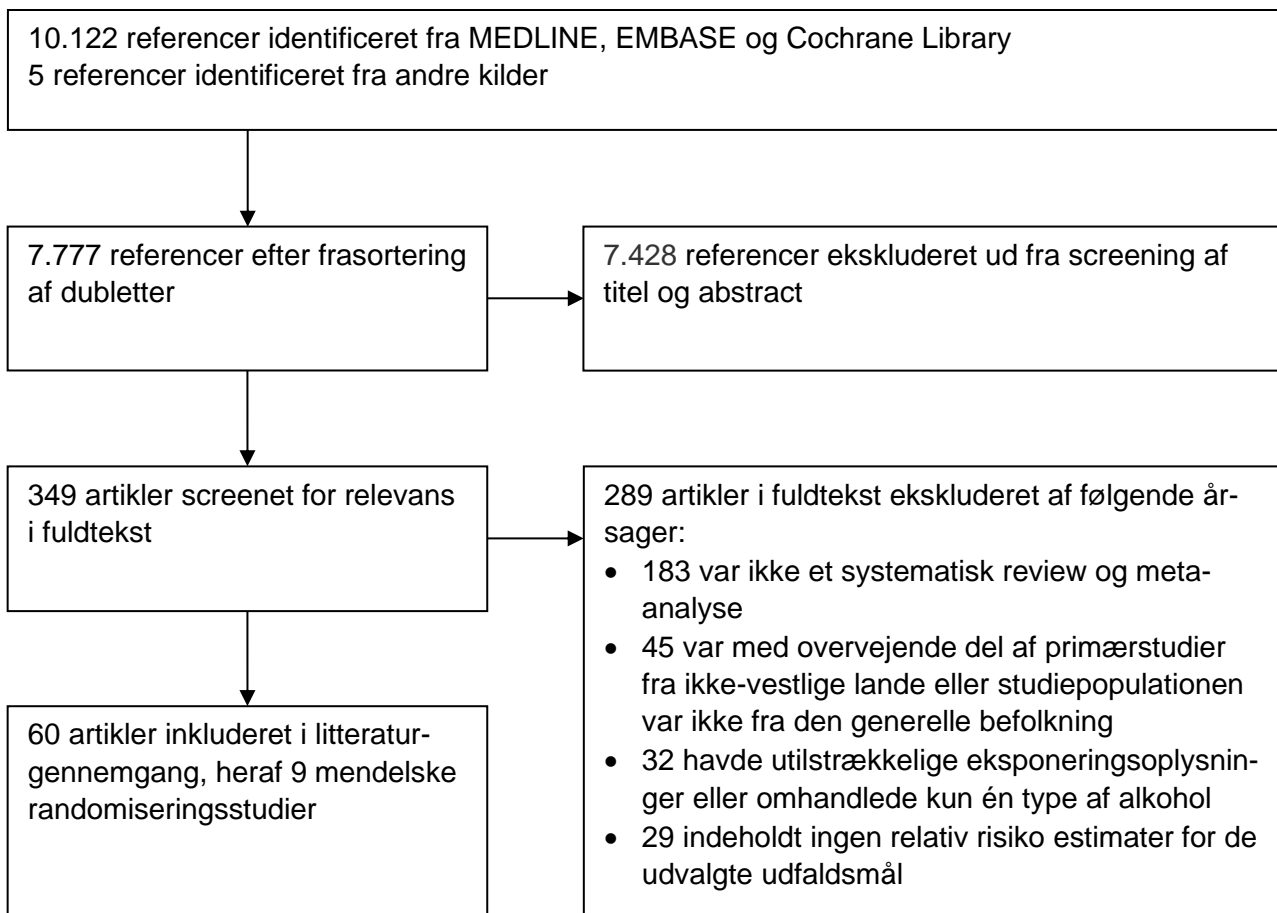 10.122 referencer identificeret fra MEDLINE, EMBASE og Cochrane Library
5 referencer identificeret fra andre kilder
7.777 referencer efter frasortering
af dubletter
7.428 referencer ekskluderet ud fra screening af
titel og abstract
349 artikler screenet for relevans
i fuldtekst
289 artikler i fuldtekst ekskluderet af følgende år-
sager:
• 183 var ikke et systematisk review og meta-
analyse
• 45 var med overvejende del af primærstudier
fra ikke-vestlige lande eller studiepopulationen
var ikke fra den generelle befolkning
• 32 havde utilstrækkelige eksponeringsoplysnin-
ger eller omhandlede kun én type af alkohol
• 29 indeholdt ingen relativ risiko estimater for de
udvalgte udfaldsmål
60 artikler inkluderet i litteratur-
gennemgang, heraf 9 mendelske
randomiseringsstudier